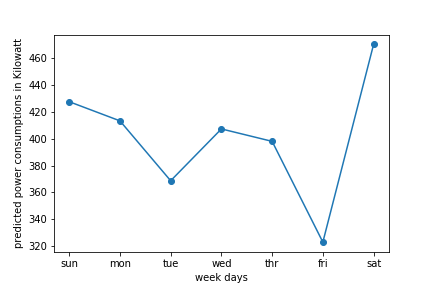 predicted power consumptions in Kilowatt
460
440
420
400
380
360
340
320
sun mon tue wed thr fri sat
week days